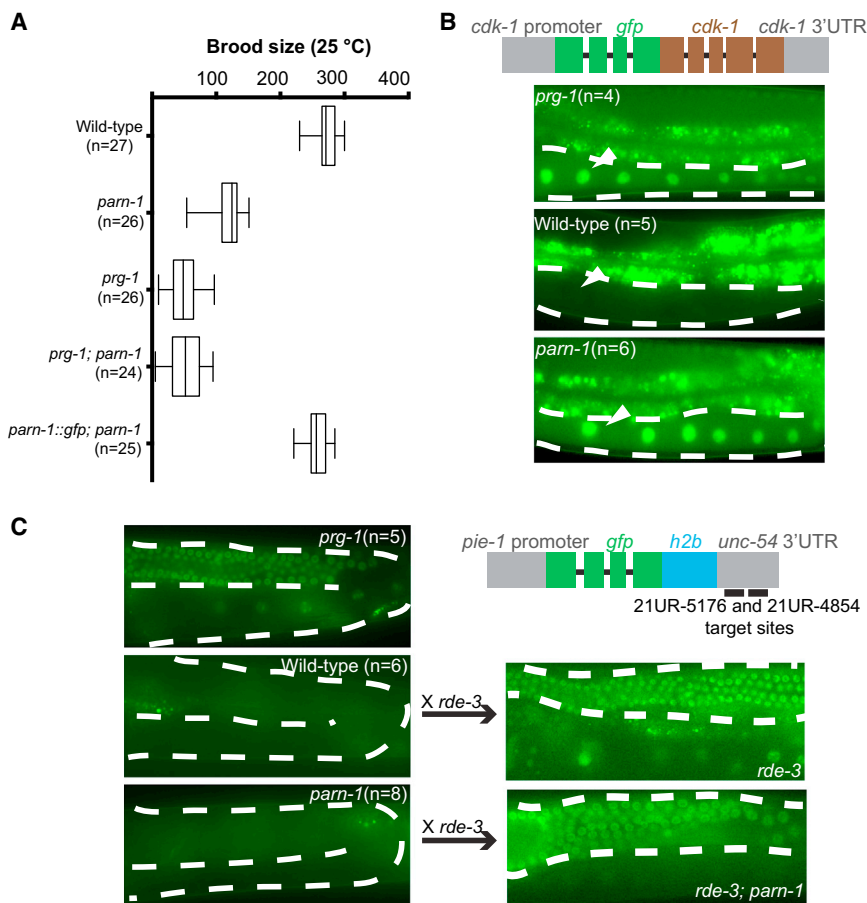 A
Brood size (25 °C)
100 200 300 400
Wild-type
(n=27)
parn-1
(n=26)
prg-1
(n=26)
prg-1; parn-1
(n=24)
parn-1::gfp; parn-1
(n=25)
B
cdk-1 promoter gfp cdk-1 cdk-1 3'UTR
prg-1(n=4)
Wild-type (n=5)
parn-1(n=6)
C
prg-1(n=5)
Wild-type (n=6)
parn-1(n=8)
X rde-3
X rde-3
pie-1 promoter gfp h2b unc-54 3'UTR
21UR-5176 and 21UR-4854
target sites
rde-3
rde-3; parn-1